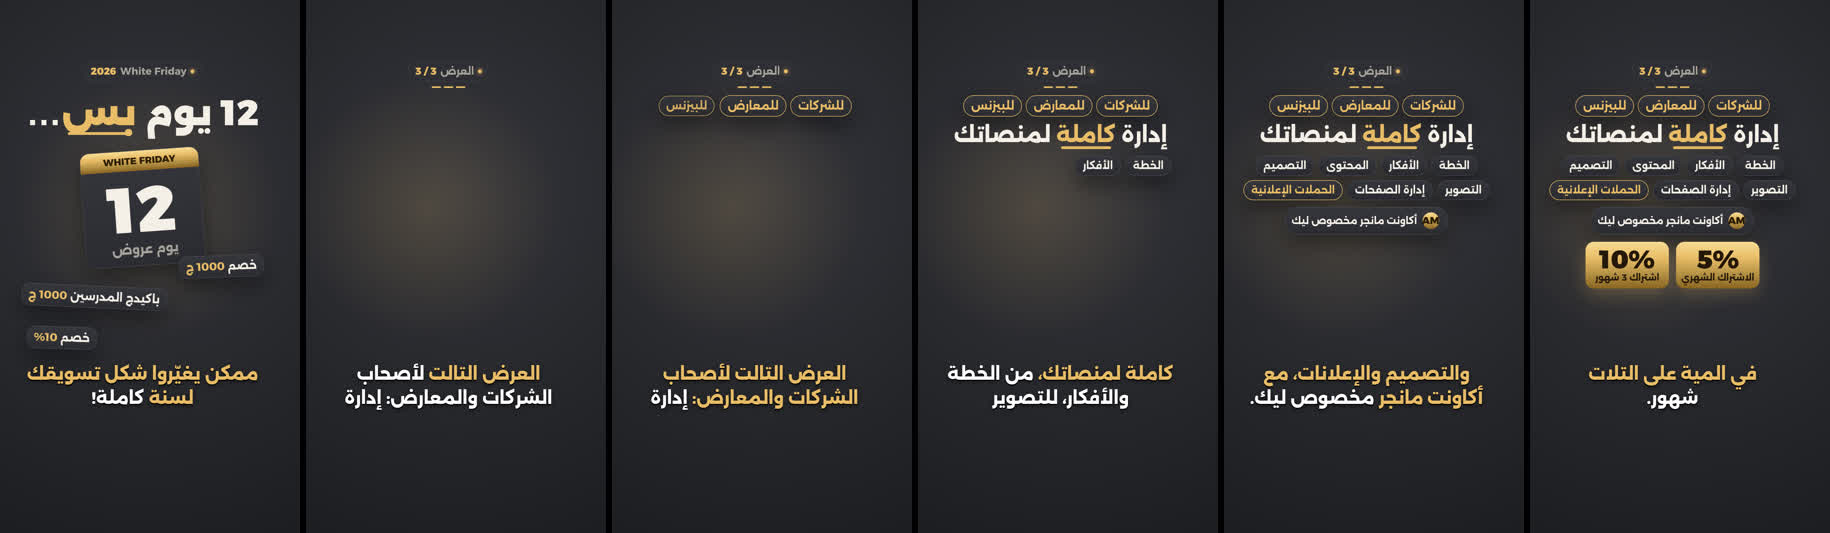 White Friday 2026
12 يوم بس...
WHITE FRIDAY
12
يوم عروض
خصم 1000 ج
باكيدج المدرسين 1000 ج
خصم 10%
ممكن يغيّروا شكل تسويقك
لسنة كاملة!
العرض 3/3
العرض التالت لأصحاب
الشركات والمعارض: إدارة
العرض 3/3
للشركات للمعارض للبيزنس
العرض التالت لأصحاب
الشركات والمعارض: إدارة
العرض 3/3
للشركات للمعارض للبيزنس
إدارة كاملة لمنصاتك
الخطة الأفكار
كاملة لمنصاتك، من الخطة
والأفكار، للتصوير
العرض 3/3
للشركات للمعارض للبيزنس
إدارة كاملة لمنصاتك
الخطة الأفكار المحتوى التصميم
التصوير إدارة الصفحات الحملات الإعلانية
AM أكاونت مانجر مخصوص ليك
والتصميم والإعلانات، مع
أكاونت مانجر مخصوص ليك.
العرض 3/3
للشركات للمعارض للبيزنس
إدارة كاملة لمنصاتك
الخطة الأفكار المحتوى التصميم
التصوير إدارة الصفحات الحملات الإعلانية
AM أكاونت مانجر مخصوص ليك
5% 10%
الاشتراك الشهري اشتراك 3 شهور
في المية على التلات
شهور.